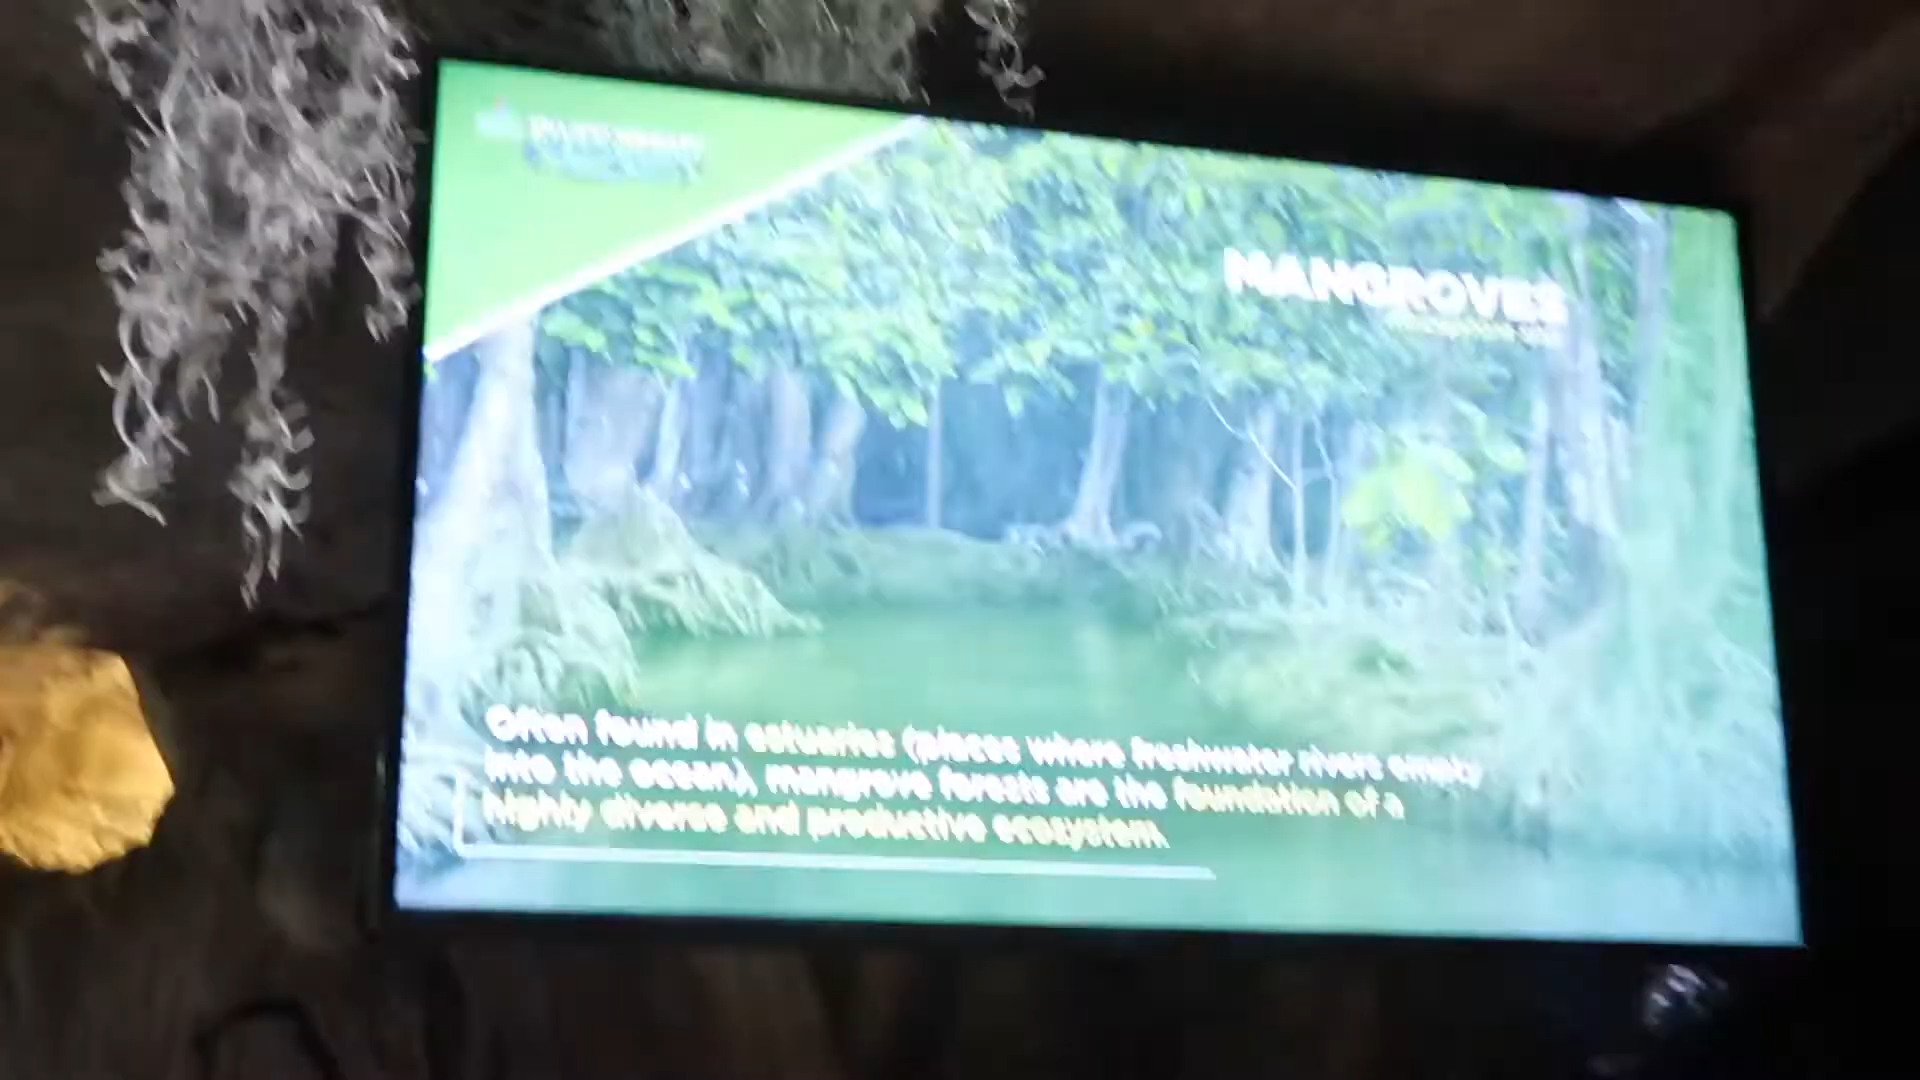 MANGROVES
Often found in estuaries (places where freshwater rivers empty
into the ocean), mangrove forests are the foundation of a
highly diverse and productive ecosystem.